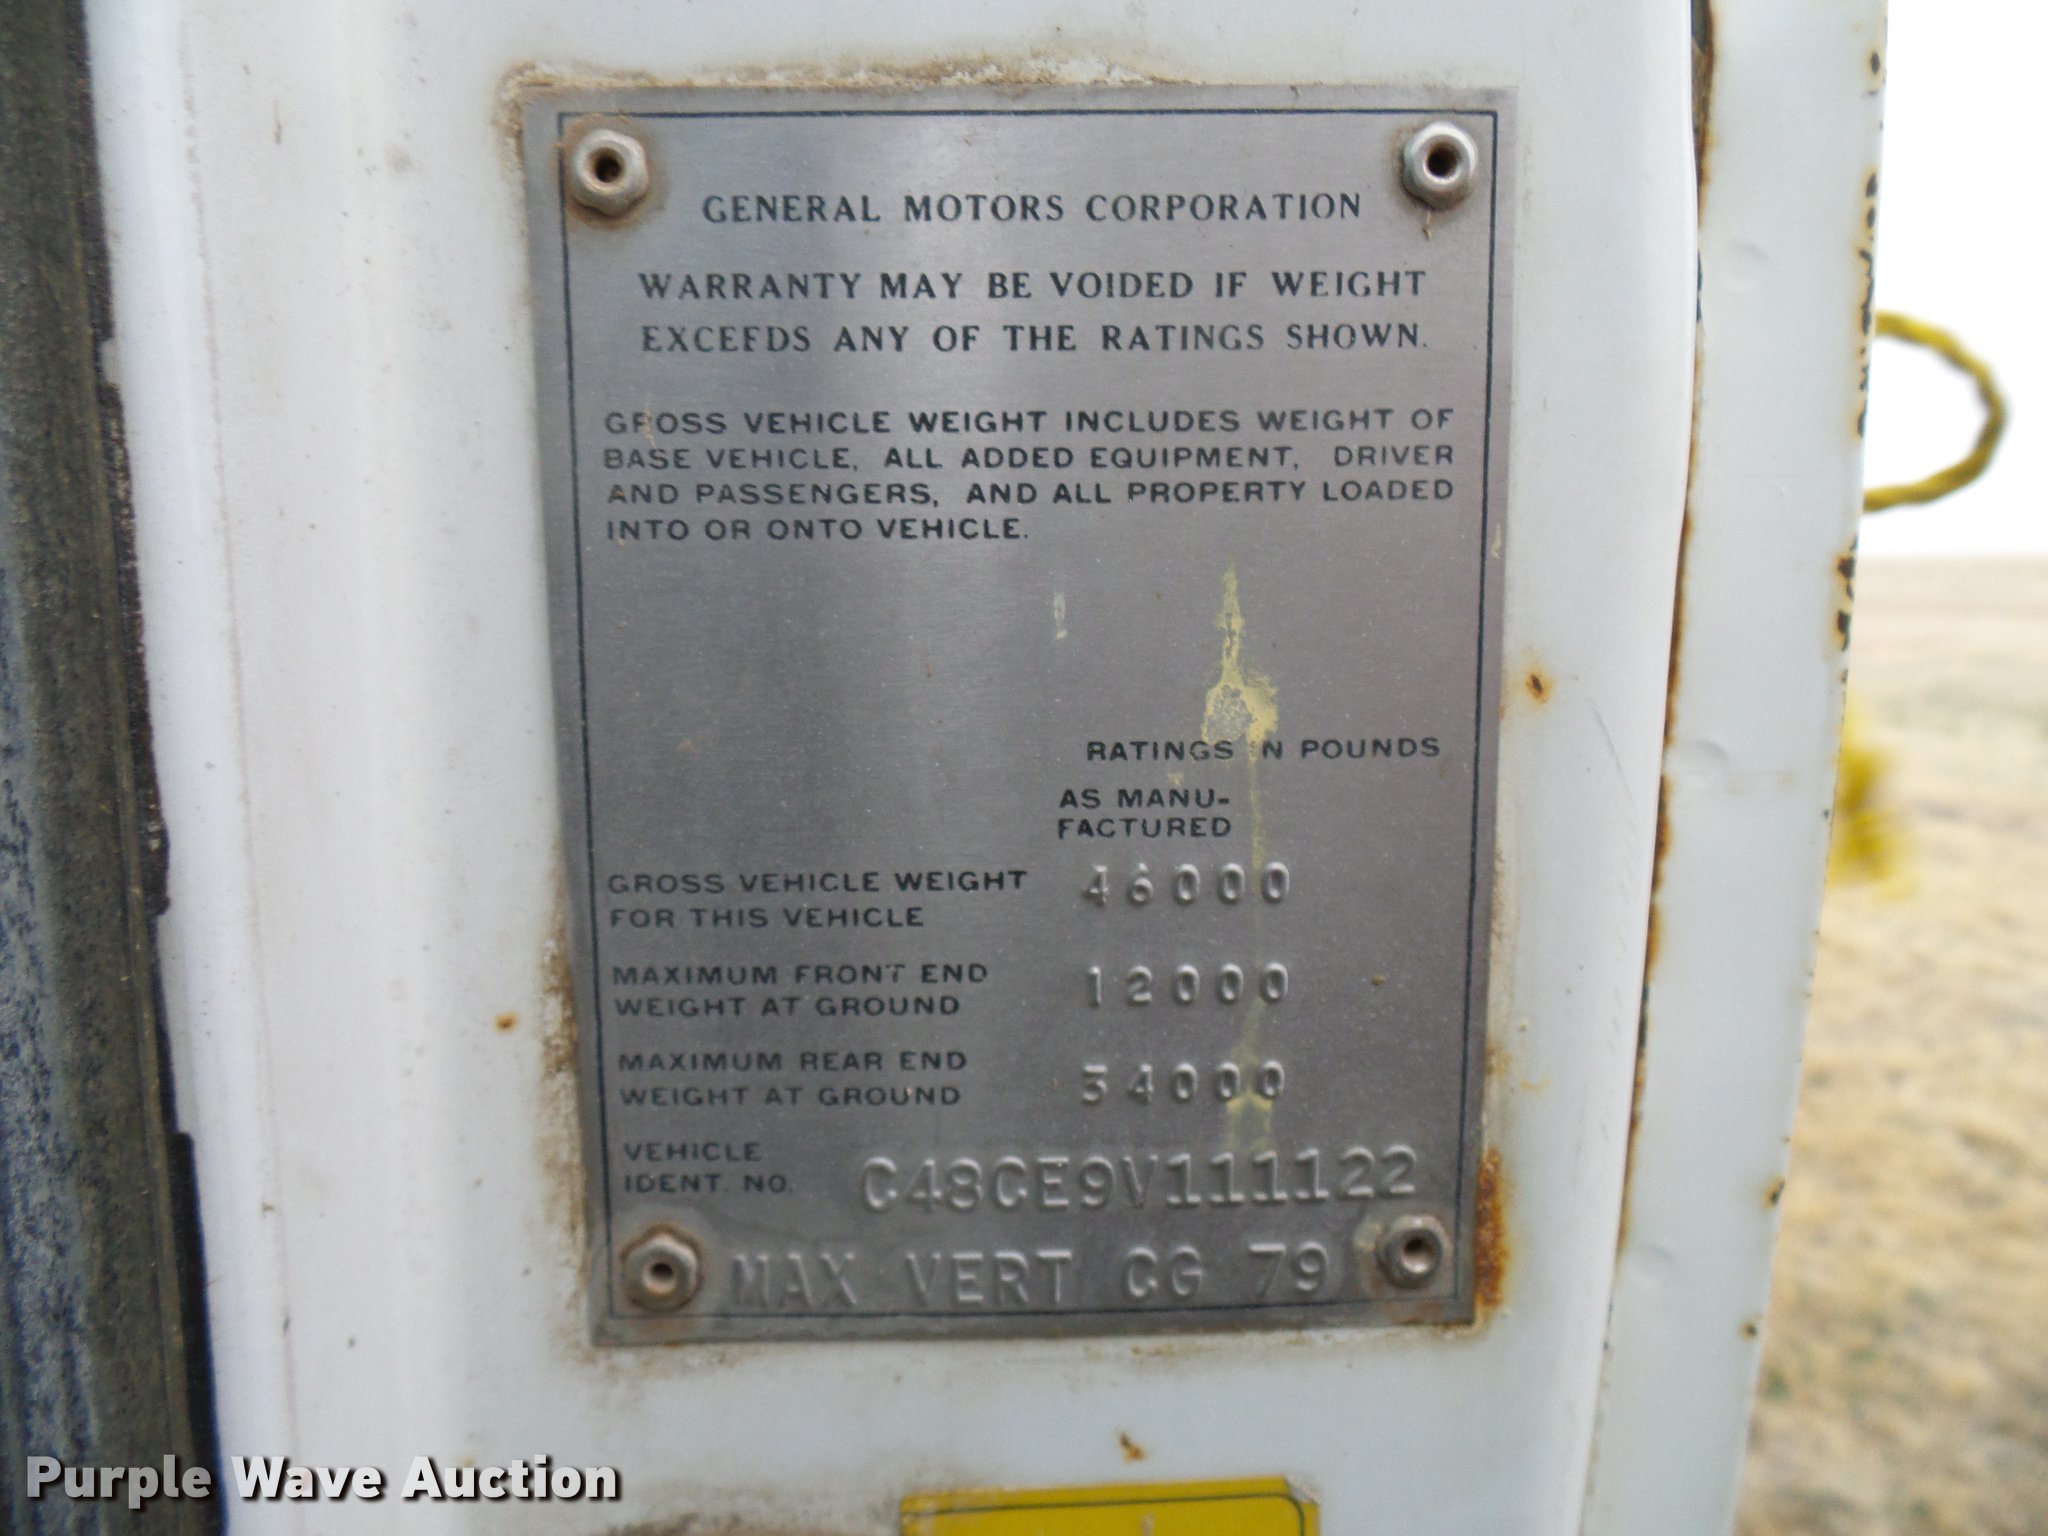 GENERAL MOTORS CORPORATION
WARRANTY MAY BE VOIDED IF WEIGHT
EXCEEDS ANY OF THE RATINGS SHOWN.
GROSS VEHICLE WEIGHT INCLUDES WEIGHT OF
BASE VEHICLE, ALL ADDED EQUIPMENT, DRIVER
AND PASSENGERS, AND ALL PROPERTY LOADED
INTO OR ONTO VEHICLE.
RATINGS IN POUNDS
AS MANU-
FACTURED
GROSS VEHICLE WEIGHT 46000
FOR THIS VEHICLE
MAXIMUM FRONT END 12000
WEIGHT AT GROUND
MAXIMUM REAR END 34000
WEIGHT AT GROUND
VEHICLE
IDENT. NO. C48CE9V111122
MAX VERT CG 79
Purple Wave Auction